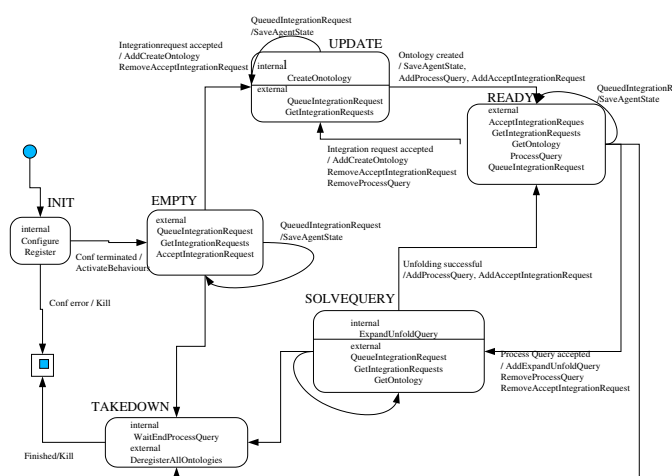 QueuedIntegrationRequest
/SaveAgentState
UPDATE
Integrationrequest accepted
/ AddCreateOntology
RemoveAcceptIntegrationRequest
internal
CreateOnotology
external
QueueIntegrationRequest
GetIntegrationRequests
Ontology created
/ SaveAgentState,
AddProcessQuery, AddAcceptIntegrationRequest
QueuedIntegrationR
/SaveAgentState
READY
external
AcceptIntegrationReques
GetIntegrationRequests
GetOntology
ProcessQuery
QueueIntegrationRequest
Integration request accepted
/ AddCreateOntology
RemoveAcceptIntegrationRequest
RemoveProcessQuery
INIT
internal
Configure
Register
EMPTY
external
QueueIntegrationRequest
GetIntegrationRequests
AcceptIntegrationRequest
QueuedIntegrationRequest
/SaveAgentState
Conf terminated /
ActivateBehaviours
Unfolding successful
/AddProcessQuery, AddAcceptIntegrationRequest
Conf error / Kill
SOLVEQUERY
internal
ExpandUnfoldQuery
external
QueueIntegrationRequest
GetIntegrationRequests
GetOntology
Process Query accepted
/ AddExpandUnfoldQuery
RemoveProcessQuery
RemoveAcceptIntegrationRequest
TAKEDOWN
internal
WaitEndProcessQuery
external
DeregisterAllOntologies
Finished/Kill